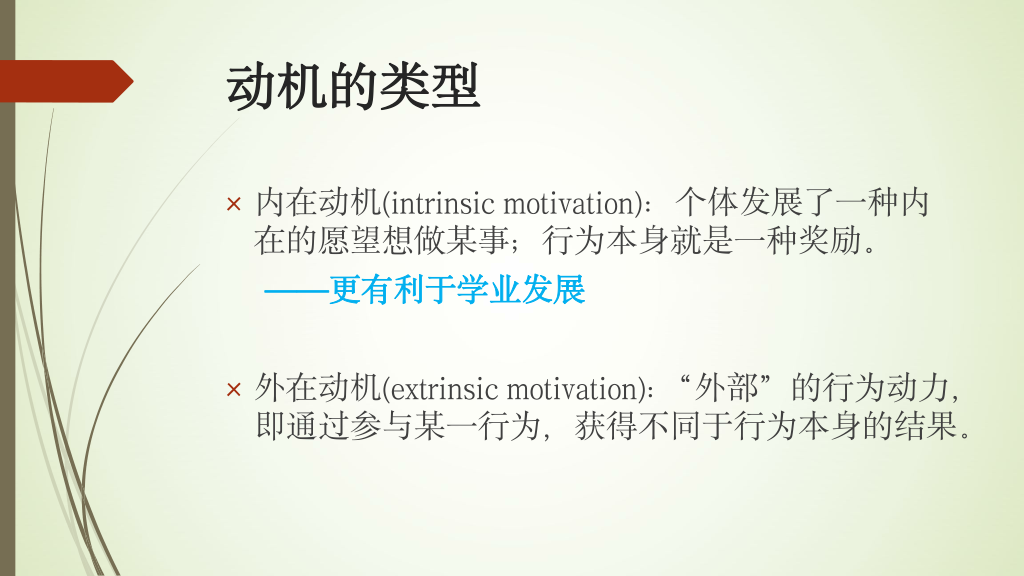 动机的类型
× 内在动机(intrinsic motivation)：个体发展了一种内
在的愿望想做某事；行为本身就是一种奖励。
——更有利于学业发展
× 外在动机(extrinsic motivation)：“外部”的行为动力，
即通过参与某一行为，获得不同于行为本身的结果。